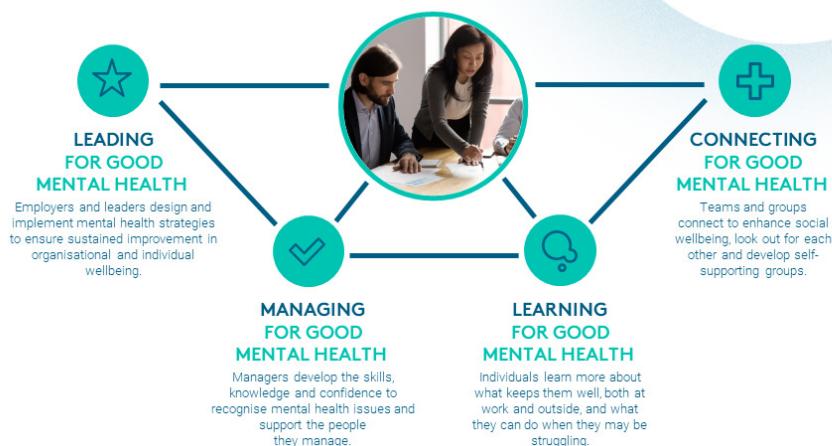 LEADING
FOR GOOD
MENTAL HEALTH
Employers and leaders design and
implement mental health strategies
to ensure sustained improvement in
organisational and individual
wellbeing.
MANAGING
FOR GOOD
MENTAL HEALTH
Managers develop the skills,
knowledge and confidence to
recognise mental health issues and
support the people
they manage.
LEARNING
FOR GOOD
MENTAL HEALTH
Individuals learn more about
what keeps them well, both at
work and outside, and what
they can do when they may be
struggling.
CONNECTING
FOR GOOD
MENTAL HEALTH
Teams and groups
connect to enhance social
wellbeing, look out for each
other and develop self-
supporting groups.